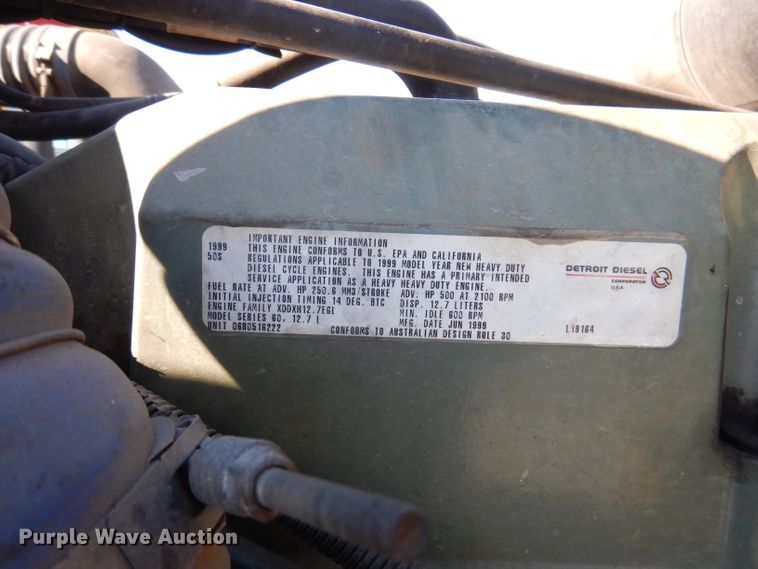 1999 IMPORTANT ENGINE INFORMATION
50S THIS ENGINE CONFORMS TO U.S. EPA AND CALIFORNIA
REGULATIONS APPLICABLE TO 1999 MODEL YEAR NEW HEAVY DUTY
DIESEL CYCLE ENGINES. THIS ENGINE HAS A PRIMARY INTENDED
SERVICE APPLICATION AS A HEAVY HEAVY DUTY ENGINE.
FUEL RATE AT ADV. HP 250.6 MM3/STROKE ADV. HP 500 AT 2100 RPM
INITIAL INJECTION TIMING 14 DEG. BTC DISP. 12.7 LITERS
ENGINE FAMILY XDDXH12.7EGL MIN. IDLE 600 RPM
MODEL SERIES 60, 12.7 L MFG. DATE JUN 1999
UNIT 06R0516222 CONFORMS TO AUSTRALIAN DESIGN RULE 30
L19164
DETROIT DIESEL
CORPORATION
U.S.A
Purple Wave Auction